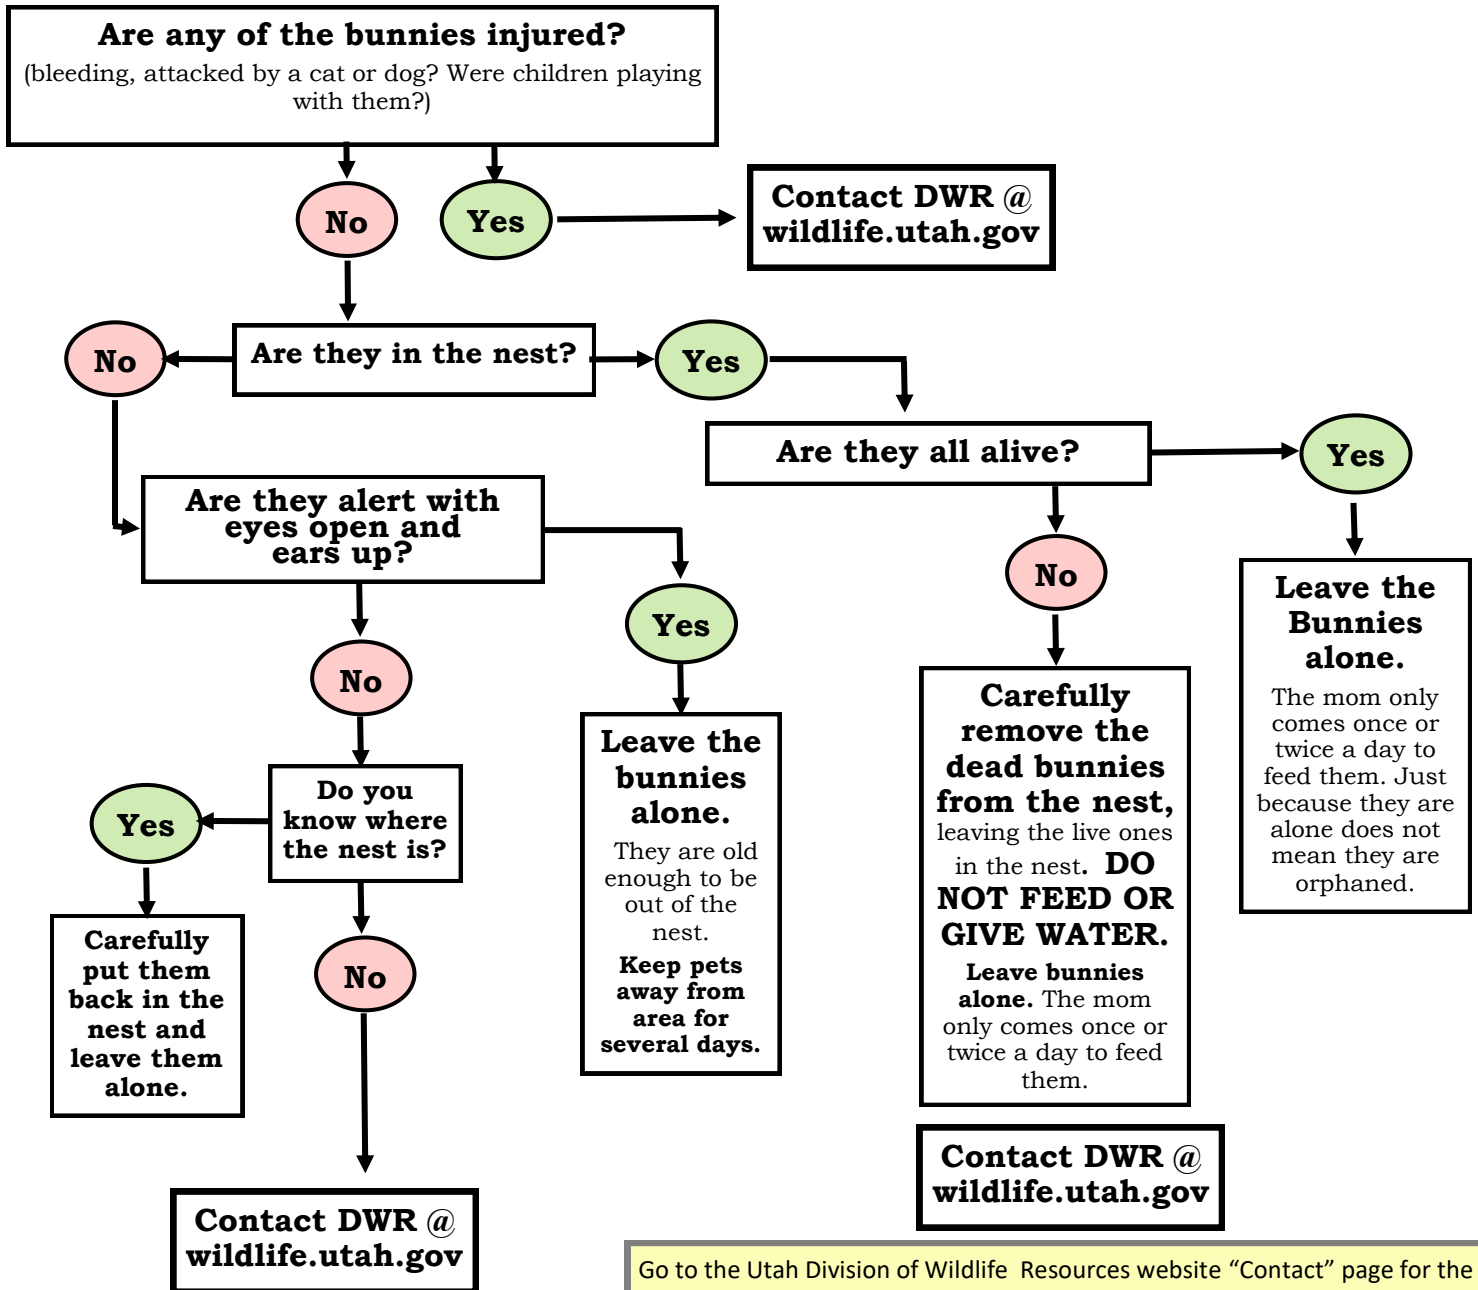 Are any of the bunnies injured?
(bleeding, attacked by a cat or dog? Were children playing
with them?)
No
Yes
Contact DWR @
wildlife.utah.gov
No
Are they in the nest?
Yes
Are they all alive?
Yes
Are they alert with
eyes open and
ears up?
No
Yes
No
Leave the
Bunnies
alone.
The mom only
comes once or
twice a day to
feed them. Just
because they are
alone does not
mean they are
orphaned.
Leave the
bunnies
alone.
They are old
enough to be
out of the
nest.
Keep pets
away from
area for
several days.
Carefully
remove the
dead bunnies
from the nest,
leaving the live ones
in the nest. DO
NOT FEED OR
GIVE WATER.
Leave bunnies
alone. The mom
only comes once or
twice a day to feed
them.
Yes
Do you
know where
the nest is?
Carefully
put them
back in the
nest and
leave them
alone.
No
Contact DWR @
wildlife.utah.gov
Contact DWR @
wildlife.utah.gov
Go to the Utah Division of Wildlife Resources website “Contact” page for the